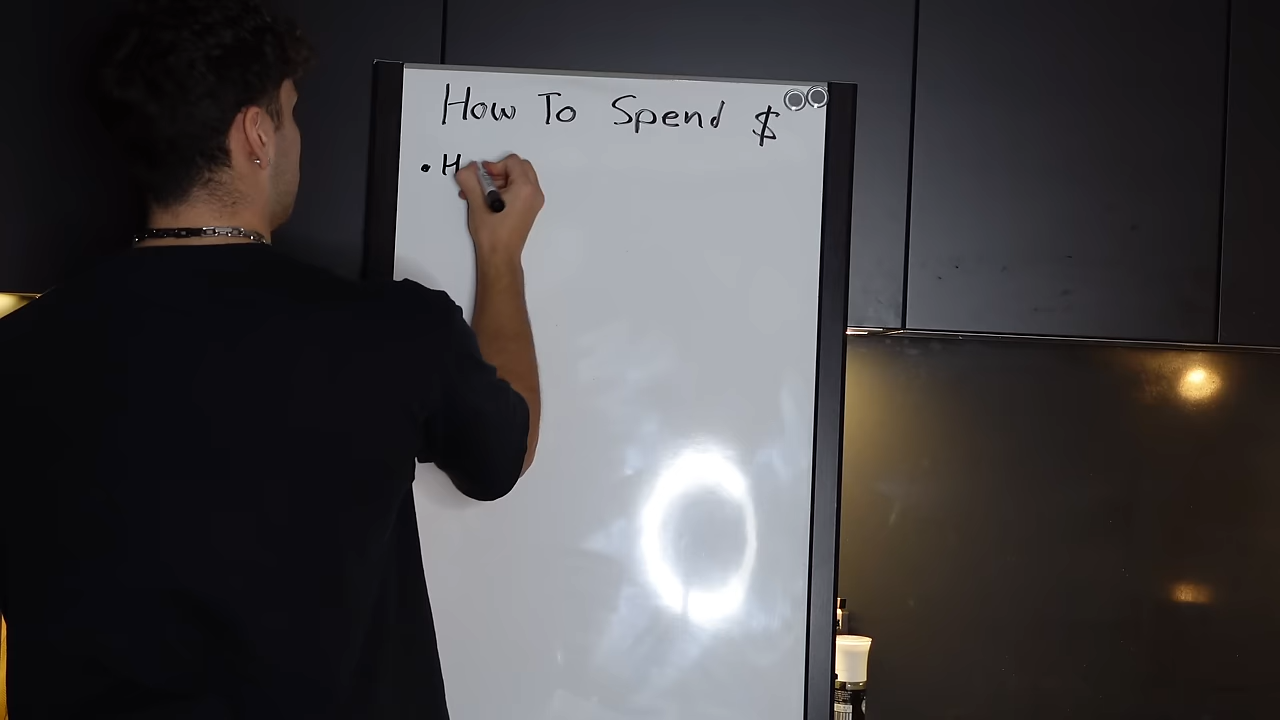 How To Spend $
• H